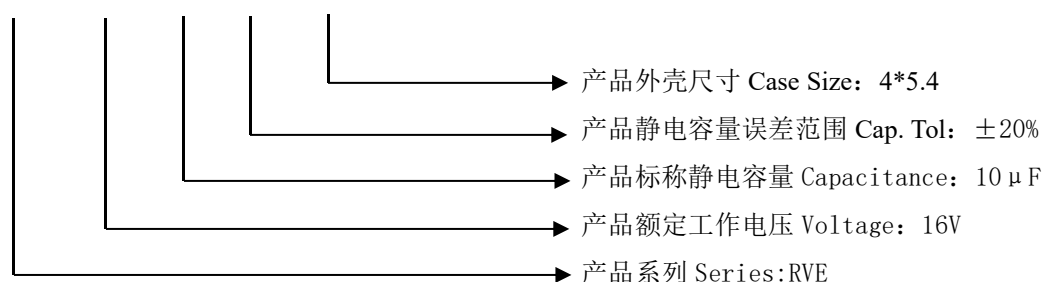 产品外壳尺寸 Case Size：4*5.4
产品静电容量误差范围 Cap. Tol：±20%
产品标称静电容量 Capacitance：10μF
产品额定工作电压 Voltage：16V
产品系列 Series:RVE